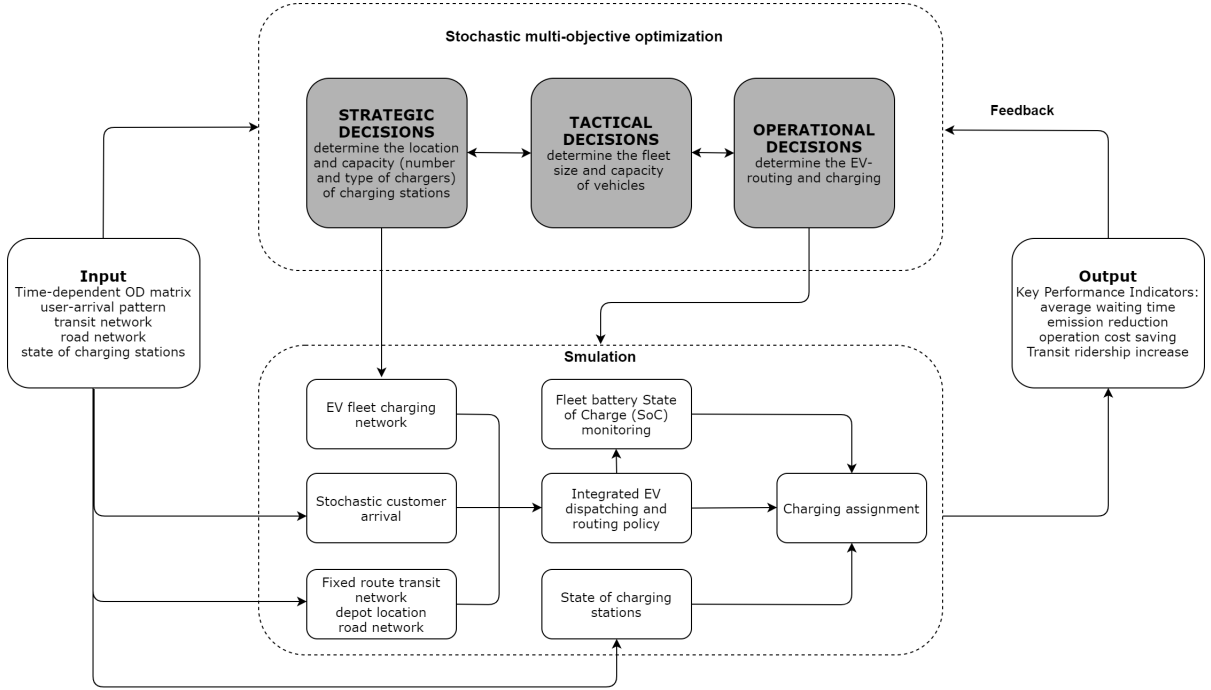 Stochastic multi-objective optimization
STRATEGIC
DECISIONS
determine the location
and capacity (number
and type of chargers)
of charging stations
TACTICAL
DECISIONS
determine the fleet
size and capacity
of vehicles
OPERATIONAL
DECISIONS
determine the EV-
routing and charging
Feedback
Input
Time-dependent OD matrix
user-arrival pattern
transit network
road network
state of charging stations
Output
Key Performance Indicators:
average waiting time
emission reduction
operation cost saving
Transit ridership increase
Smulation
EV fleet charging
network
Fleet battery State
of Charge (SoC)
monitoring
Stochastic customer
arrival
Integrated EV
dispatching and
routing policy
Charging assignment
Fixed route transit
network
depot location
road network
State of charging
stations